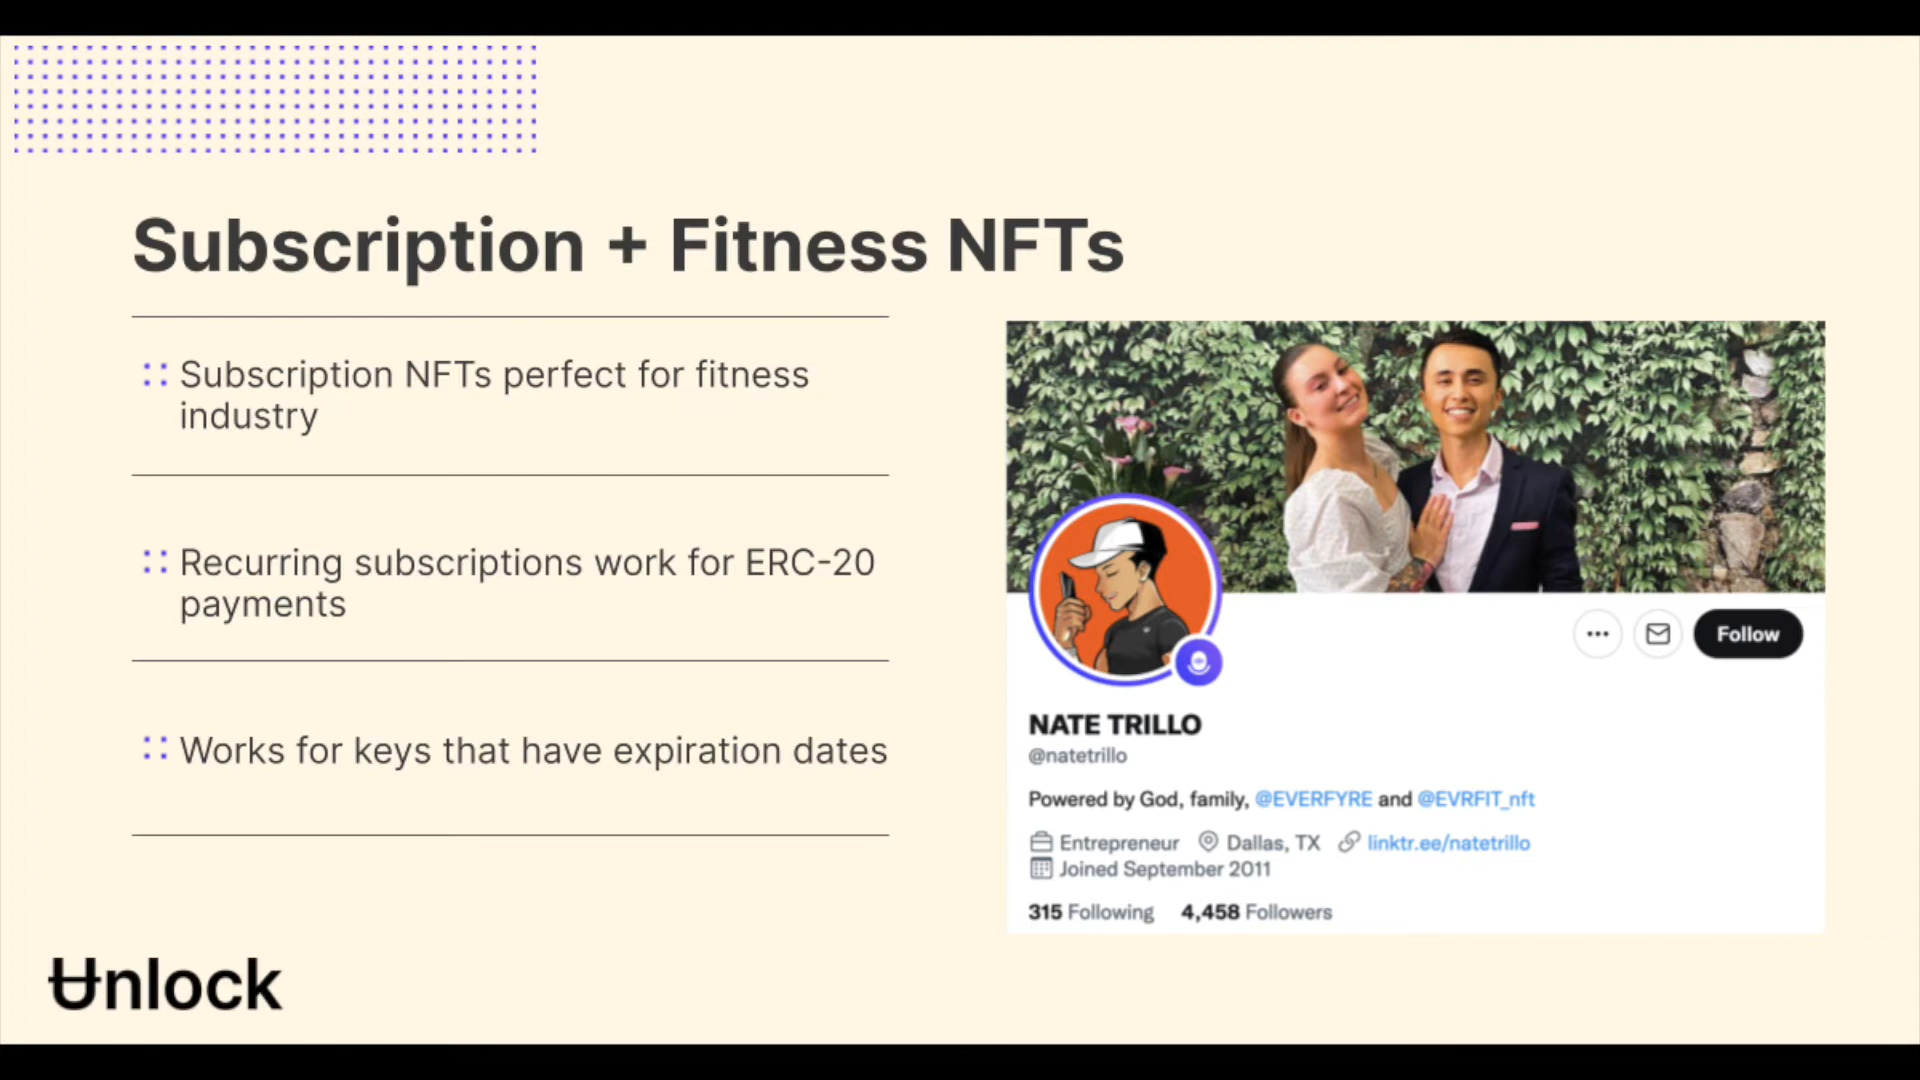 Subscription + Fitness NFTs
Subscription NFTs perfect for fitness
industry
Recurring subscriptions work for ERC-20
payments
Works for keys that have expiration dates
Unlock
Follow
NATE TRILLO
@natetrillo
Powered by God, family, @EVERFYRE and @EVRFIT_nft
Entrepreneur Dallas, TX linktr.ee/natetrillo
Joined September 2011
315 Following 4,458 Followers